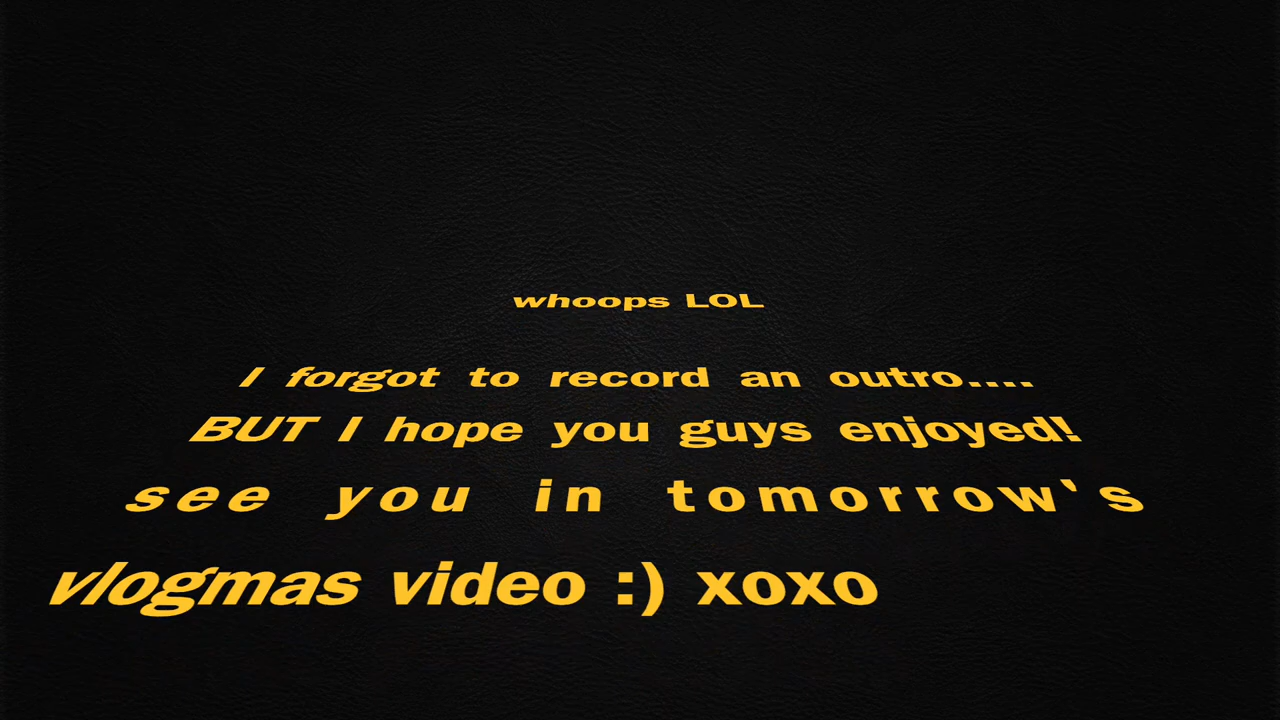 whoops LOL
I forgot to record an outro....
BUT I hope you guys enjoyed!
see you in tomorrow's
vlogmas video :) xoxo